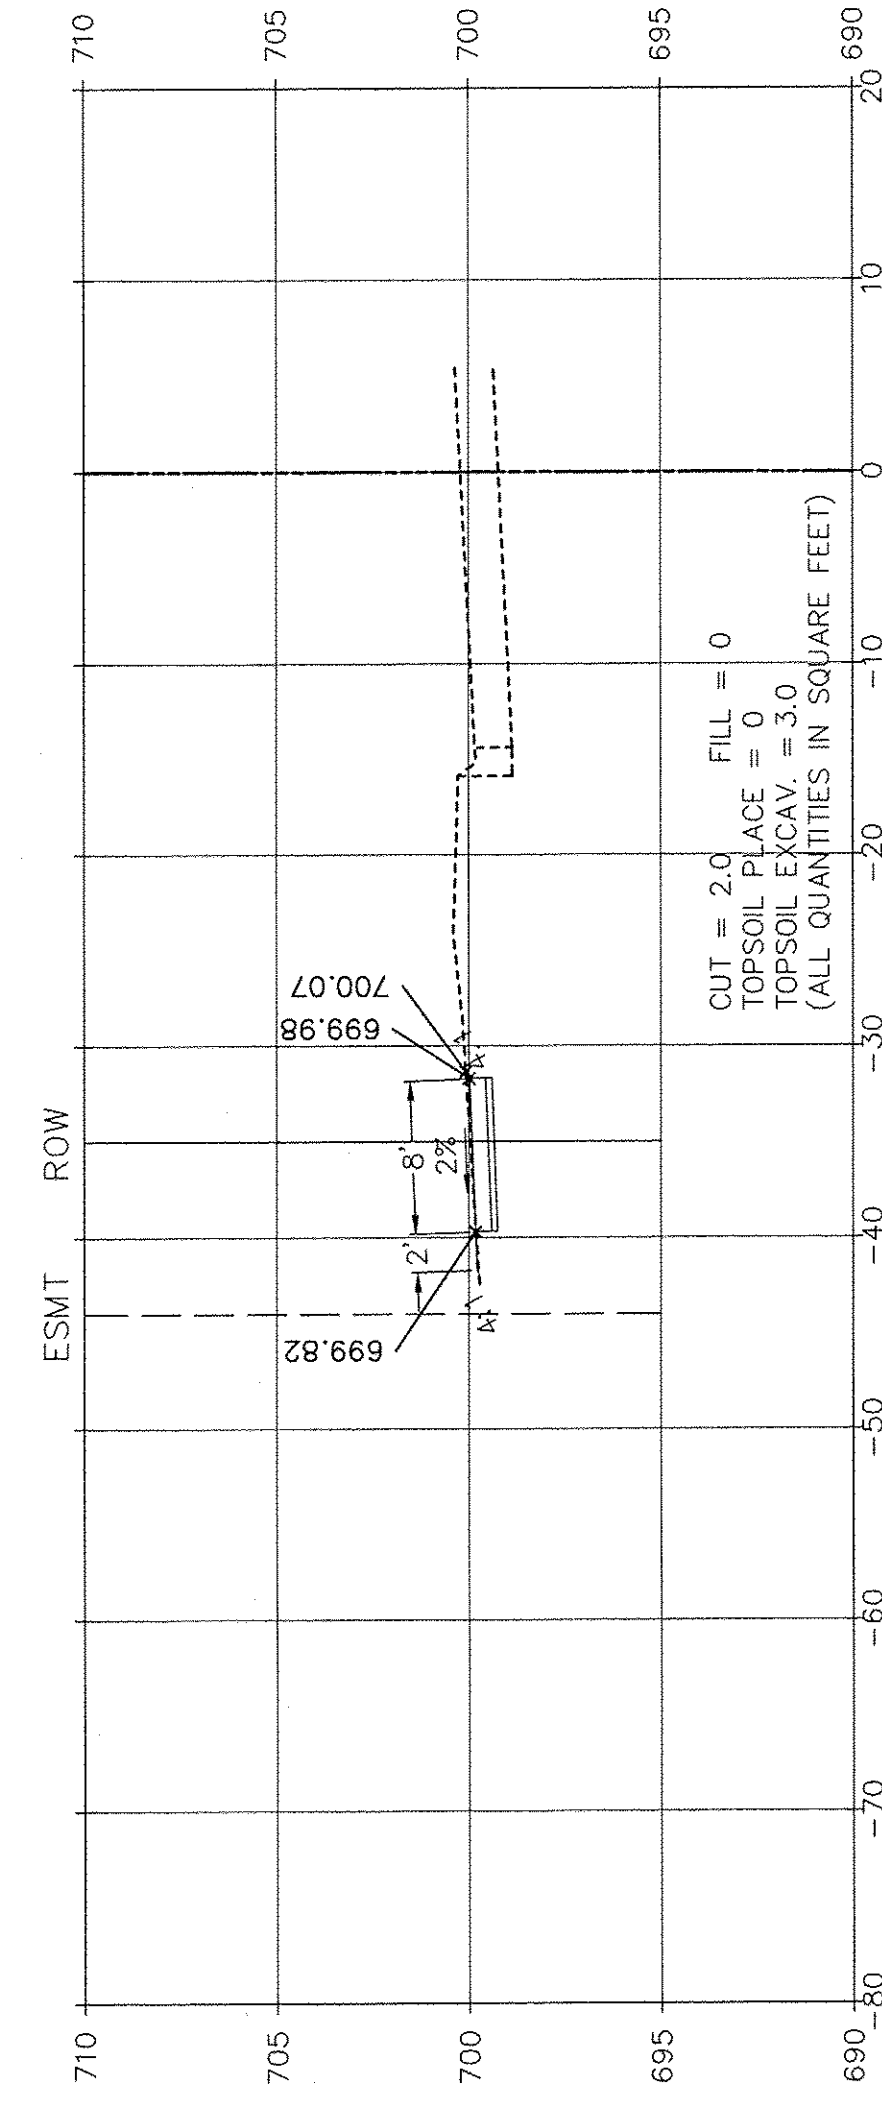 ESMT ROW
710 710
705 705
700 700
695 695
690 690
699.82
699.98
700.07
2' 8'
2%
4:
4:
1
1
CUT = 2.0 FILL = 0
TOPSOIL PLACE = 0
TOPSOIL EXCAV. = 3.0
(ALL QUANTITIES IN SQUARE FEET)
-80 -70 -60 -50 -40 -30 -20 -10 0 10 20